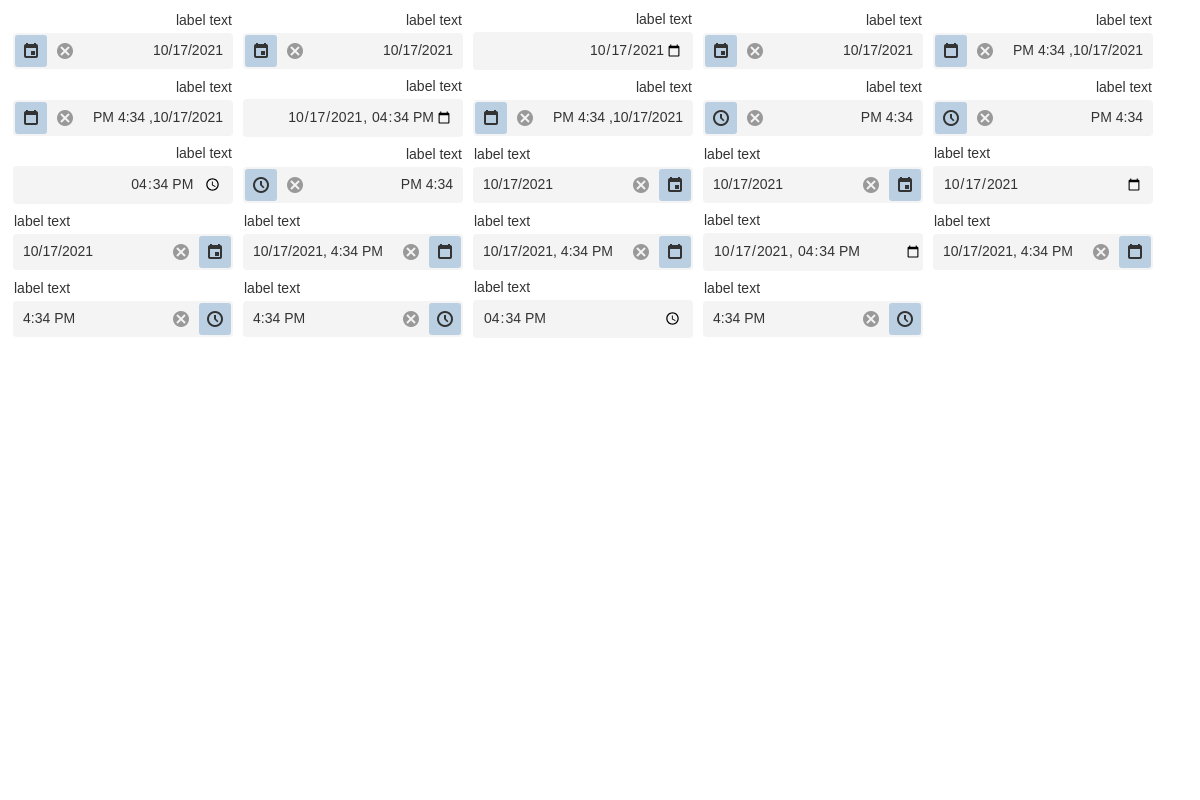 label text
10/17/2021
label text
10/17/2021
label text
10/17/2021
label text
10/17/2021
label text
PM 4:34 ,10/17/2021
label text
PM 4:34 ,10/17/2021
label text
10/17/2021, 04:34 PM
label text
PM 4:34 ,10/17/2021
label text
PM 4:34
label text
PM 4:34
label text
04:34 PM
label text
PM 4:34
label text
10/17/2021
label text
10/17/2021
label text
10/17/2021
label text
10/17/2021
label text
10/17/2021, 4:34 PM
label text
10/17/2021, 4:34 PM
label text
10/17/2021, 04:34 PM
label text
10/17/2021, 4:34 PM
label text
4:34 PM
label text
4:34 PM
label text
04:34 PM
label text
4:34 PM